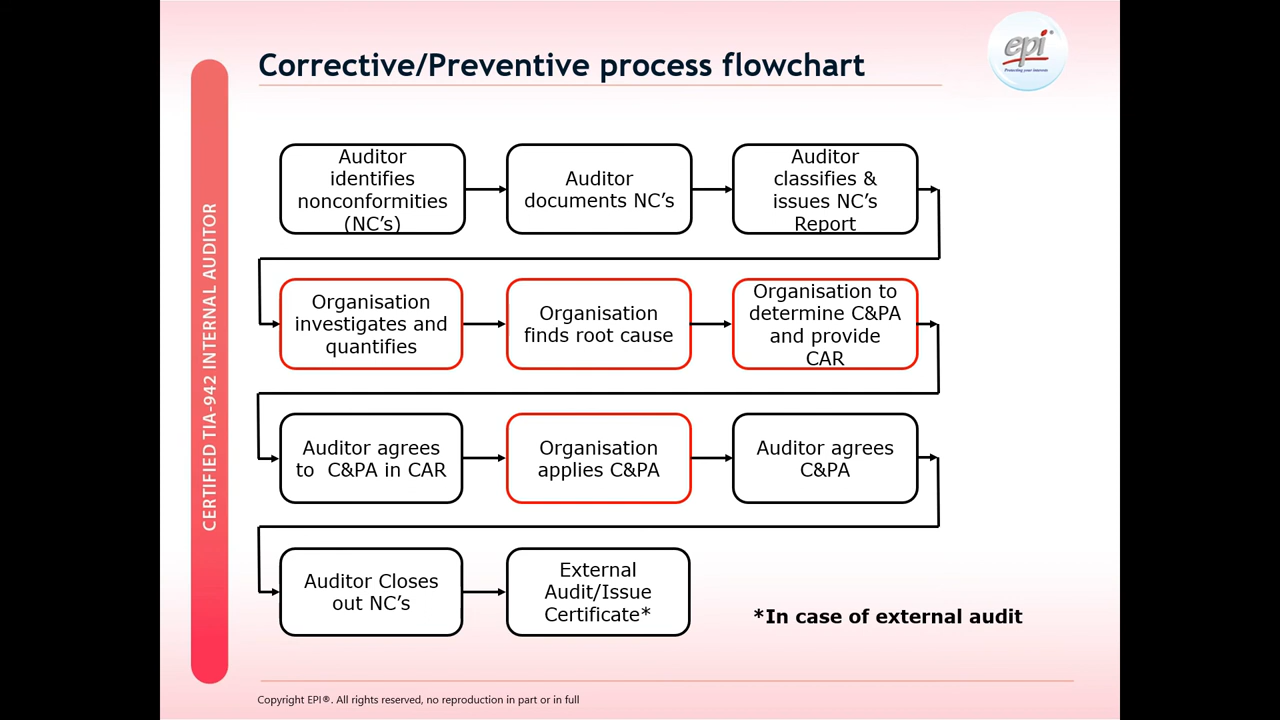 Corrective/Preventive process flowchart
epi®
Protecting your interests
CERTIFIED TIA-942 INTERNAL AUDITOR
Auditor
identifies
nonconformities
(NC's)
Auditor
documents NC's
Auditor
classifies &
issues NC's
Report
Organisation
investigates and
quantifies
Organisation
finds root cause
Organisation to
determine C&PA
and provide
CAR
Auditor agrees
to  C&PA in CAR
Organisation
applies C&PA
Auditor agrees
C&PA
Auditor Closes
out NC's
External
Audit/Issue
Certificate*
*In case of external audit
Copyright EPI®. All rights reserved, no reproduction in part or in full